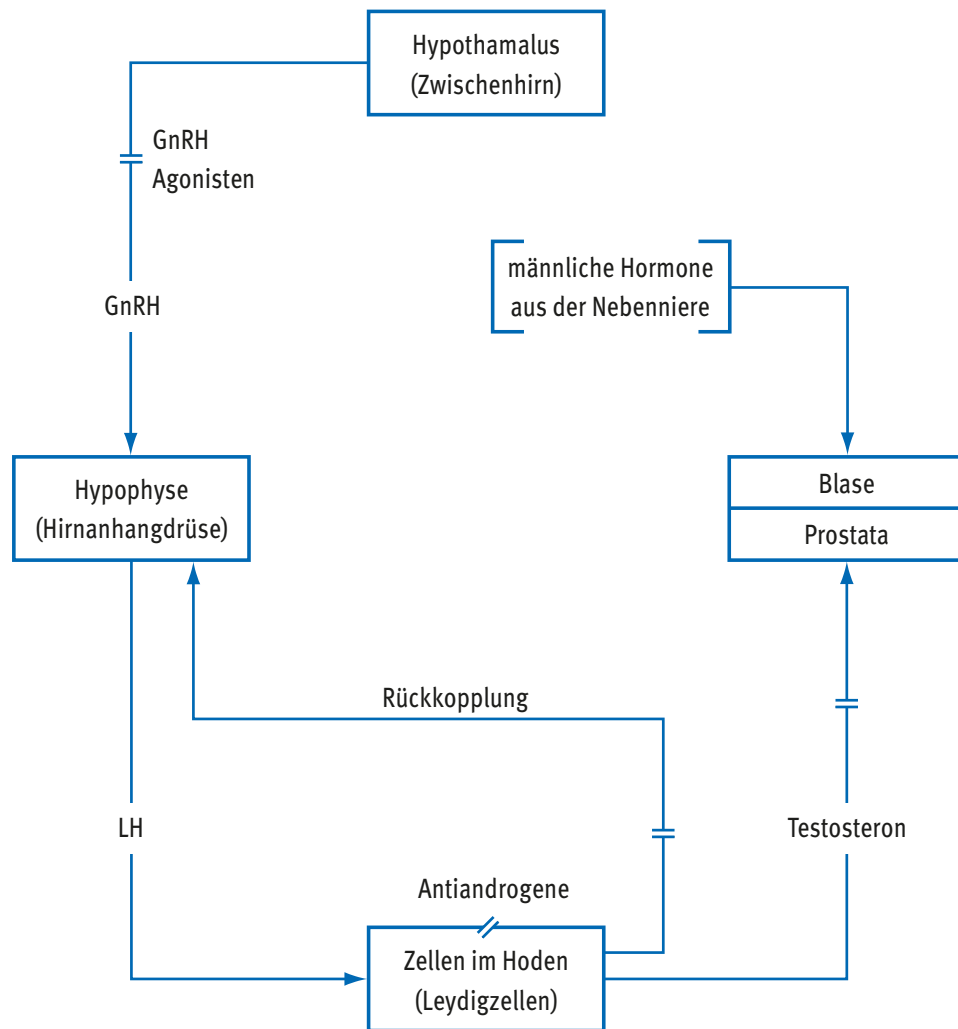 Hypothamalus
(Zwischenhirn)
GnRH
Agonisten
männliche Hormone
aus der Nebenniere
GnRH
Hypophyse
(Hirnanhangdrüse)
Blase
Prostata
Rückkopplung
LH
Testosteron
Antiandrogene
Zellen im Hoden
(Leydigzellen)